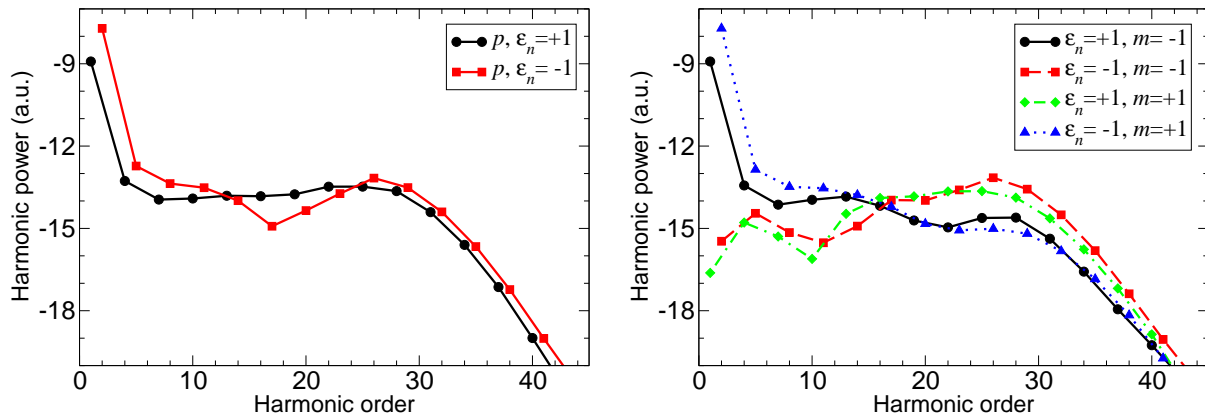 -9
-12
-15
-18
0 10 20 30 40
Harmonic power (a.u.)
Harmonic order
p, εn=+1
p, εn= -1
-9
-12
-15
-18
0 10 20 30 40
Harmonic power (a.u.)
Harmonic order
εn=+1, m= -1
εn= -1, m= -1
εn=+1, m=+1
εn= -1, m=+1